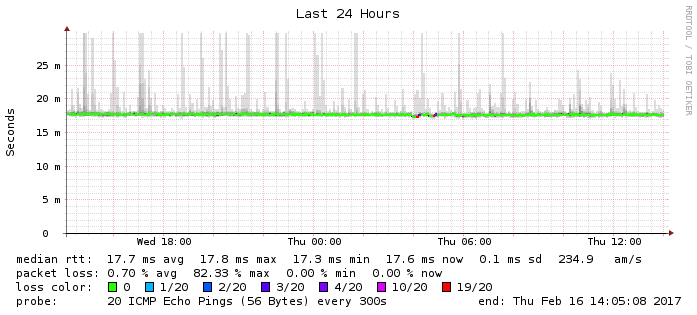 Last 24 Hours
RRDTOOL / TOBI OETIKER
Seconds
25 m
20 m
15 m
10 m
5 m
0
Wed 18:00 Thu 00:00 Thu 06:00 Thu 12:00
median rtt: 17.7 ms avg 17.8 ms max 17.3 ms min 17.6 ms now 0.1 ms sd 234.9 am/s
packet loss: 0.70 % avg 82.33 % max 0.00 % min 0.00 % now
loss color: 0 1/20 2/20 3/20 4/20 10/20 19/20
probe: 20 ICMP Echo Pings (56 Bytes) every 300s end: Thu Feb 16 14:05:08 2017